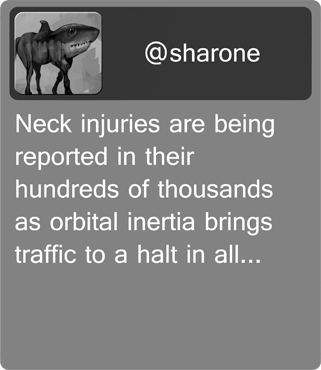 @sharone
Neck injuries are being
reported in their
hundreds of thousands
as orbital inertia brings
traffic to a halt in all...